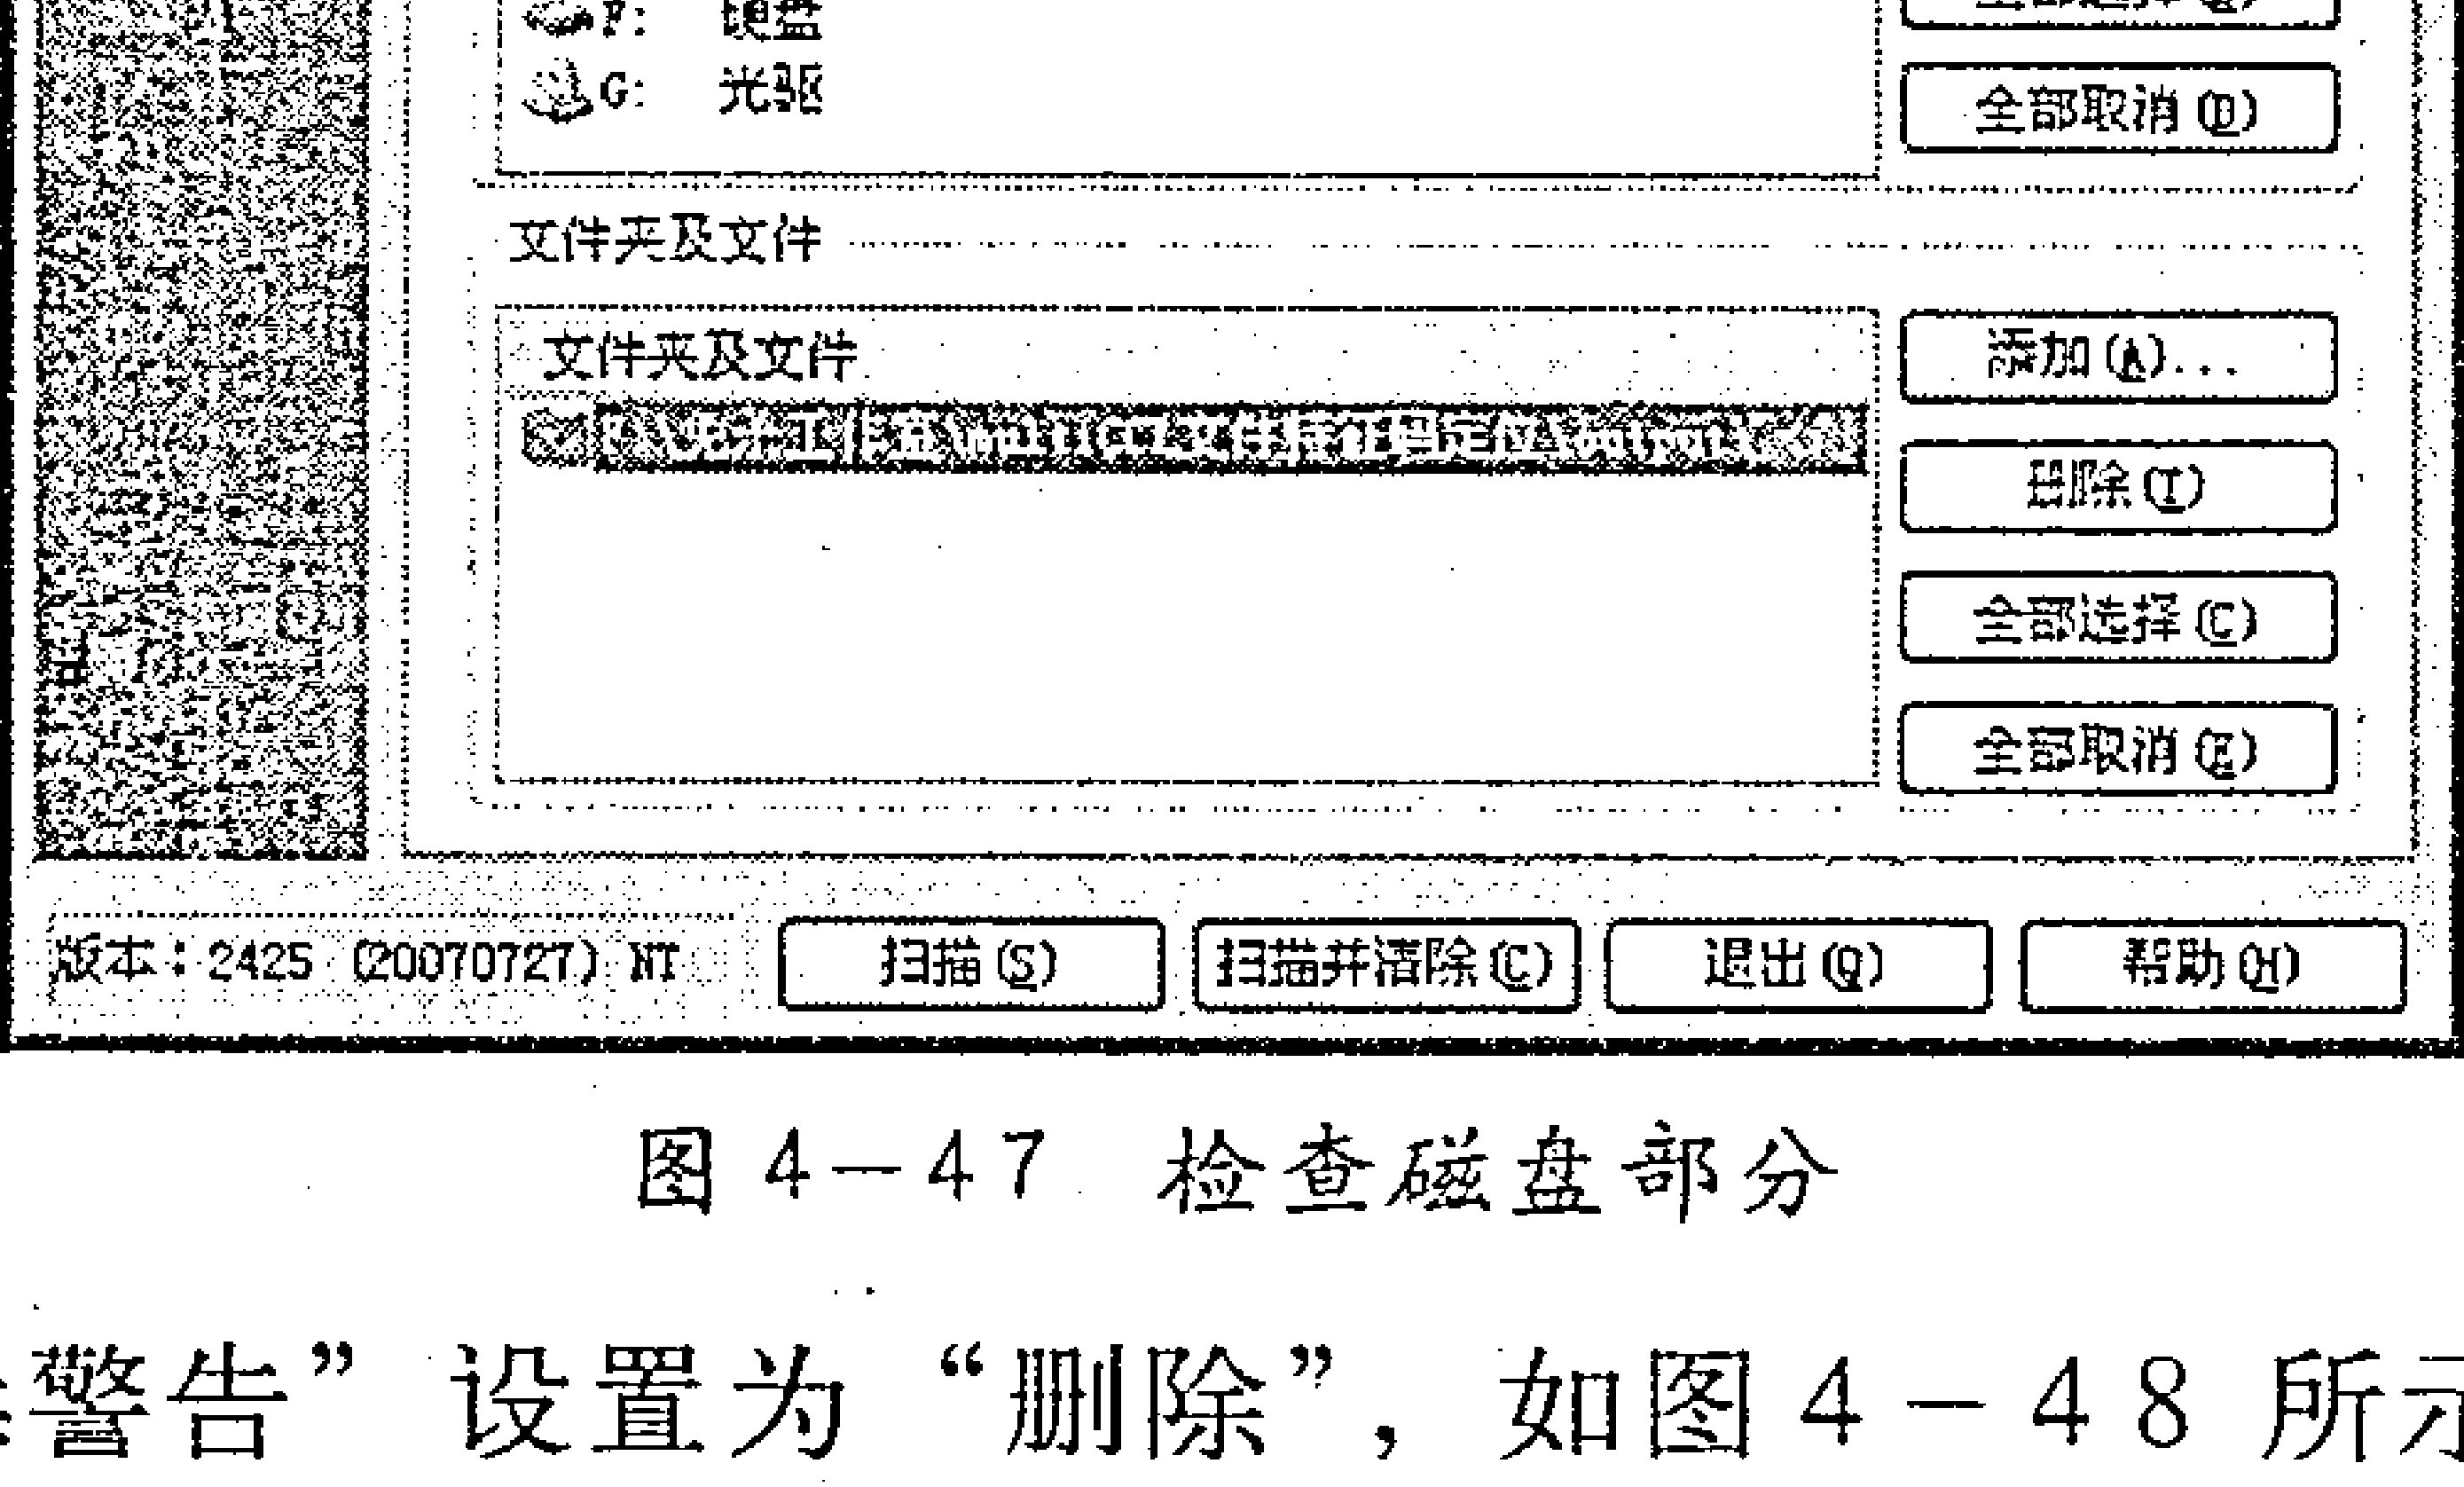 F: 硬盘
G: 光驱
全部取消(D)
文件夹及文件
文件夹及文件
添加(A)...
删除(T)
全部选择(C)
全部取消(E)
版本：2425 (20070727) NT
扫描(S)
扫描并清除(C)
退出(Q)
帮助(H)
图 4-47 检查磁盘部分
警告”设置为“删除”，如图 4-48 所示